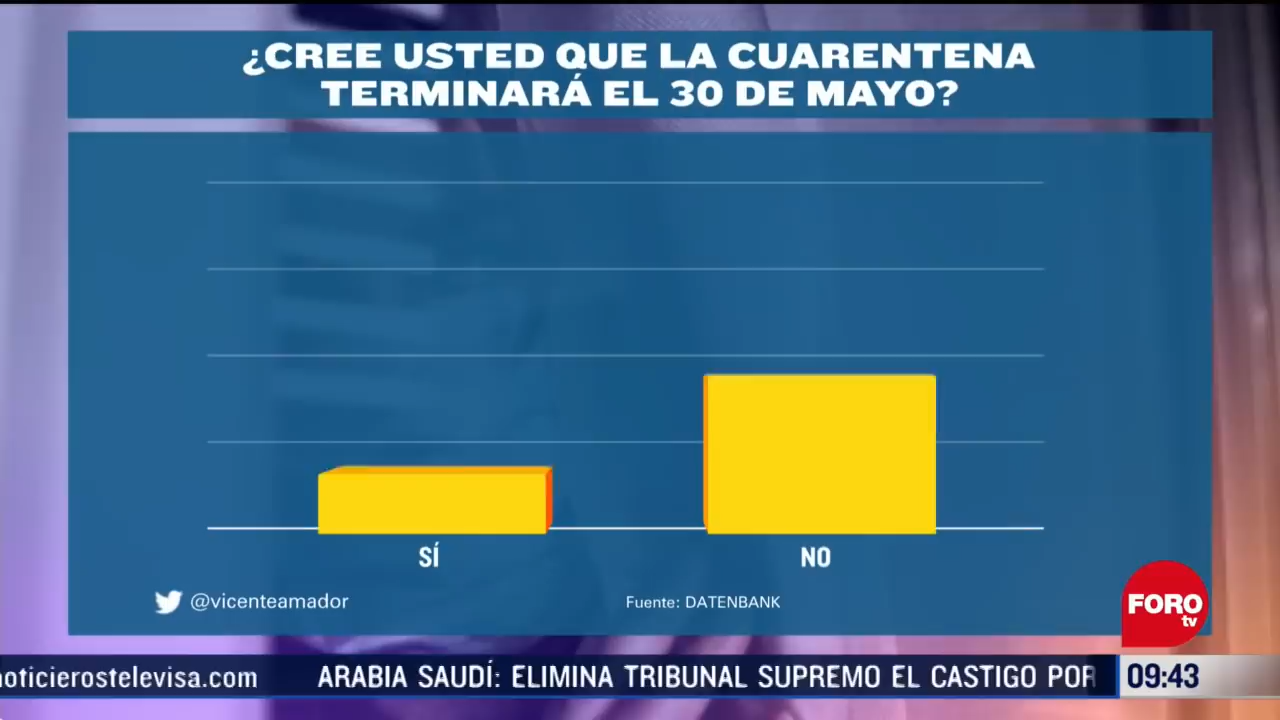 ¿CREE USTED QUE LA CUARENTENA
TERMINARÁ EL 30 DE MAYO?
SÍ
NO
@vicenteamador
Fuente: DATENBANK
FORO
tv
noticierostelevisa.com
ARABIA SAUDÍ: ELIMINA TRIBUNAL SUPREMO EL CASTIGO POR
09:43